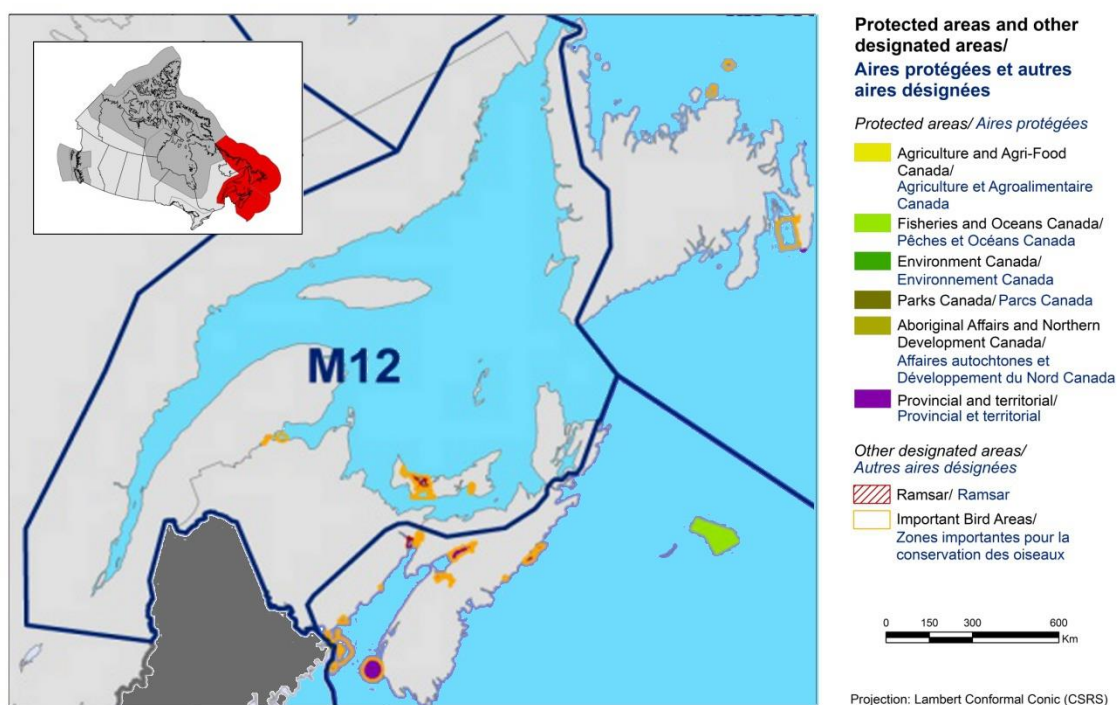 M12
Protected areas and other
designated areas/
Aires protégées et autres
aires désignées
Protected areas/ Aires protégées
Agriculture and Agri-Food
Canada/
Agriculture et Agroalimentaire
Canada
Fisheries and Oceans Canada/
Pêches et Océans Canada
Environment Canada/
Environnement Canada
Parks Canada/ Parcs Canada
Aboriginal Affairs and Northern
Development Canada/
Affaires autochtones et
Développement du Nord Canada
Provincial and territorial/
Provincial et territorial
Other designated areas/
Autres aires désignées
Ramsar/ Ramsar
Important Bird Areas/
Zones importantes pour la
conservation des oiseaux
0 150 300 600
Km
Projection: Lambert Conformal Conic (CSRS)